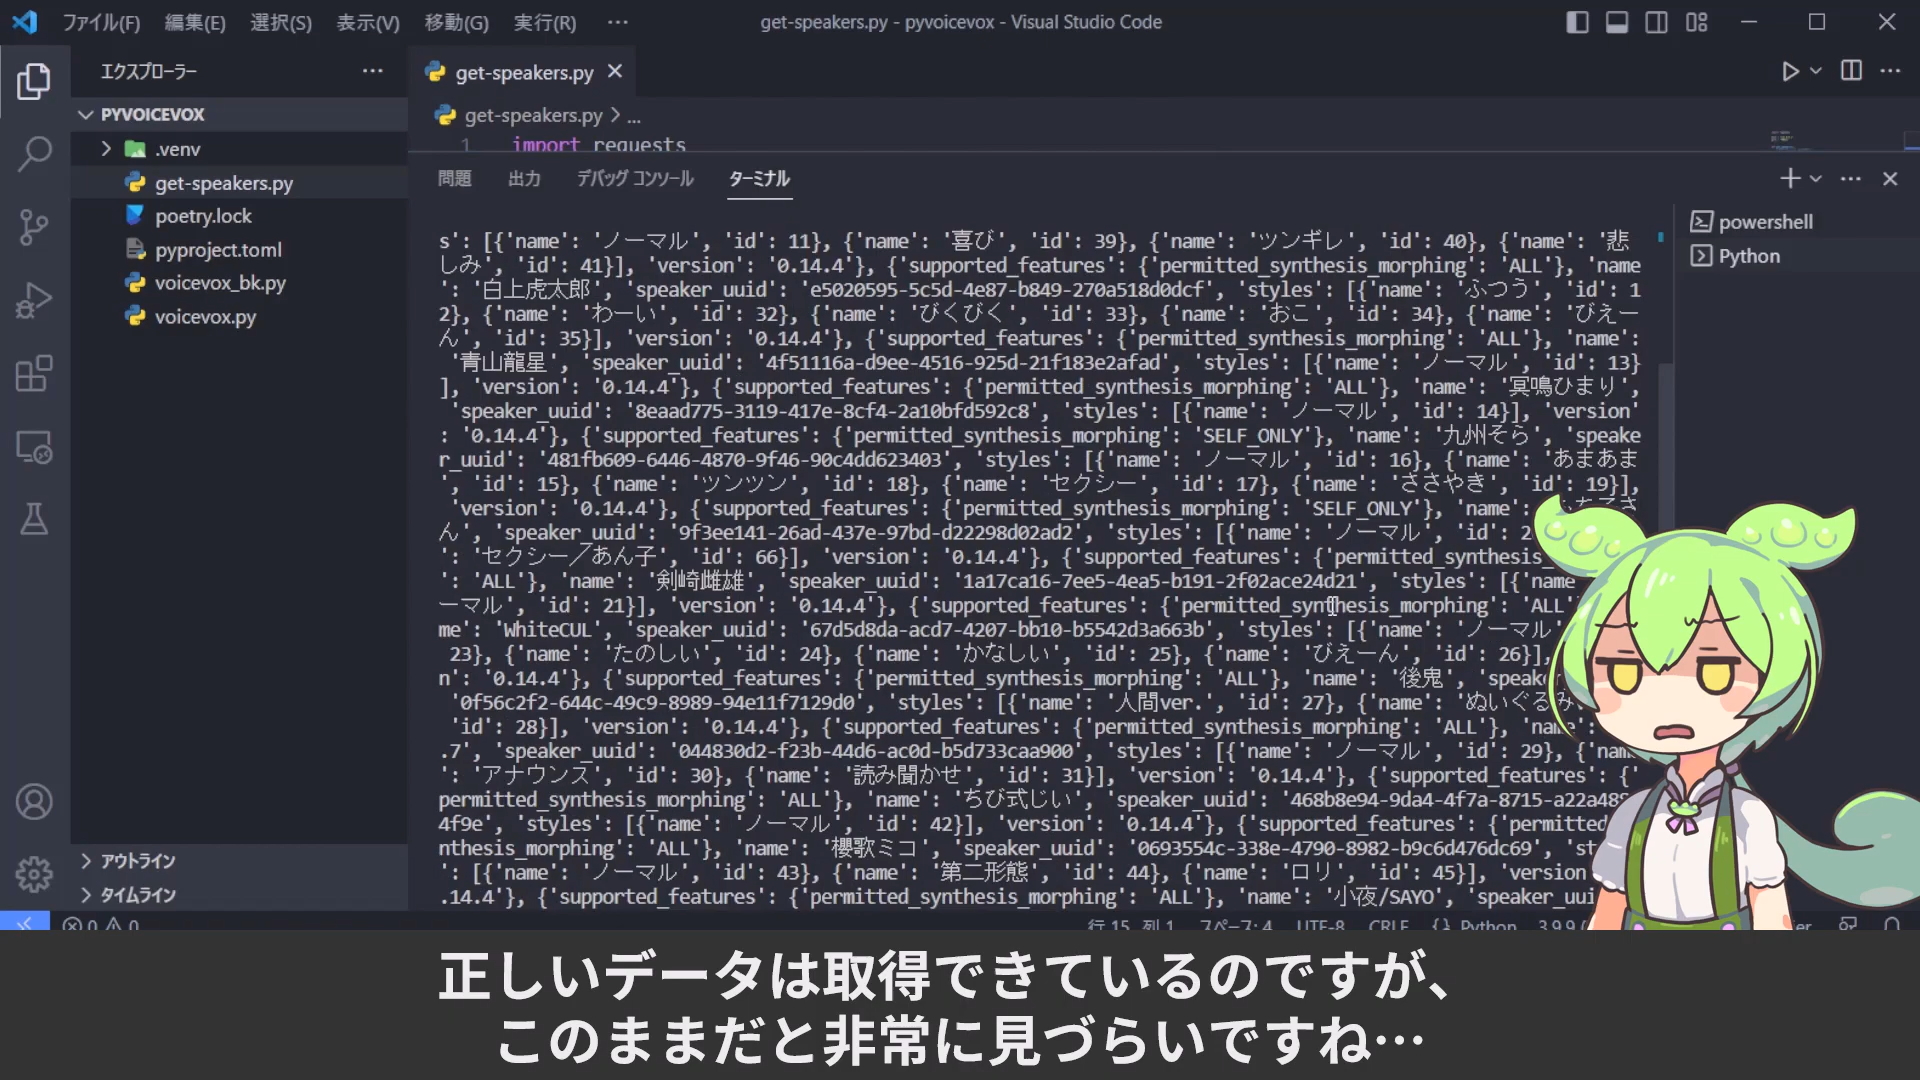 ファイル(F) 編集(E) 選択(S) 表示(V) 移動(G) 実行(R) ··· get-speakers.py - pyvoicevox - Visual Studio Code
エクスプローラー ···
PYVOICEVOX
.venv
get-speakers.py
poetry.lock
pyproject.toml
voicevox_bk.py
voicevox.py
アウトライン
タイムライン
get-speakers.py
get-speakers.py > ...
1 import requests
問題 出力 デバッグ コンソール ターミナル
powershell
Python
s': [{'name': 'ノーマル', 'id': 11}, {'name': '喜び', 'id': 39}, {'name': 'ツンギレ', 'id': 40}, {'name': '悲
しみ', 'id': 41}], 'version': '0.14.4'}, {'supported_features': {'permitted_synthesis_morphing': 'ALL'}, 'name
': '白上虎太郎', 'speaker_uuid': 'e5020595-5c5d-4e87-b849-270a518d0dcf', 'styles': [{'name': 'ふつう', 'id': 1
2}, {'name': 'わーい', 'id': 32}, {'name': 'びくびく', 'id': 33}, {'name': 'おこ', 'id': 34}, {'name': 'びえー
ん', 'id': 35}], 'version': '0.14.4'}, {'supported_features': {'permitted_synthesis_morphing': 'ALL'}, 'name':
'青山龍星', 'speaker_uuid': '4f51116a-d9ee-4516-925d-21f183e2afad', 'styles': [{'name': 'ノーマル', 'id': 13}
], 'version': '0.14.4'}, {'supported_features': {'permitted_synthesis_morphing': 'ALL'}, 'name': '冥鳴ひまり',
'speaker_uuid': '8eaad775-3119-417e-8cf4-2a10bfd592c8', 'styles': [{'name': 'ノーマル', 'id': 14}], 'version'
: '0.14.4'}, {'supported_features': {'permitted_synthesis_morphing': 'SELF_ONLY'}, 'name': '九州そら', 'speake
r_uuid': '481fb609-6446-4870-9f46-90c4dd623403', 'styles': [{'name': 'ノーマル', 'id': 16}, {'name': 'あまあま
', 'id': 15}, {'name': 'ツンツン', 'id': 18}, {'name': 'セクシー', 'id': 17}, {'name': 'ささやき', 'id': 19}],
'version': '0.14.4'}, {'supported_features': {'permitted_synthesis_morphing': 'SELF_ONLY'}, 'name':
ん', 'speaker_uuid': '9f3ee141-26ad-437e-97bd-d22298d02ad2', 'styles': [{'name': 'ノーマル', 'id': 2
': 'セクシー／あん子', 'id': 66}], 'version': '0.14.4'}, {'supported_features': {'permitted_synthesis_
': 'ALL'}, 'name': '剣崎雌雄', 'speaker_uuid': '1a17ca16-7ee5-4ea5-b191-2f02ace24d21', 'styles': [{'name
ーマル', 'id': 21}], 'version': '0.14.4'}, {'supported_features': {'permitted_synthesis_morphing': 'ALL'
me': 'WhiteCUL', 'speaker_uuid': '67d5d8da-acd7-4207-bb10-b5542d3a663b', 'styles': [{'name': 'ノーマル'
23}, {'name': 'たのしい', 'id': 24}, {'name': 'かなしい', 'id': 25}, {'name': 'びえーん', 'id': 26}],
n': '0.14.4'}, {'supported_features': {'permitted_synthesis_morphing': 'ALL'}, 'name': '後鬼', 'speak
'0f56c2f2-644c-49c9-8989-94e11f7129d0', 'styles': [{'name': '人間ver.', 'id': 27}, {'name': 'ぬいぐるみ
'id': 28}], 'version': '0.14.4'}, {'supported_features': {'permitted_synthesis_morphing': 'ALL'}, 'name':
.7', 'speaker_uuid': '044830d2-f23b-44d6-ac0d-b5d733caa900', 'styles': [{'name': 'ノーマル', 'id': 29}, {'nam
': 'アナウンス', 'id': 30}, {'name': '読み聞かせ', 'id': 31}], 'version': '0.14.4'}, {'supported_features': {'
permitted_synthesis_morphing': 'ALL'}, 'name': 'ちび式じい', 'speaker_uuid': '468b8e94-9da4-4f7a-8715-a22a48
4f9e', 'styles': [{'name': 'ノーマル', 'id': 42}], 'version': '0.14.4'}, {'supported_features': {'permitted
nthesis_morphing': 'ALL'}, 'name': '櫻歌ミコ', 'speaker_uuid': '0693554c-338e-4790-8982-b9c6d476dc69', 'st
': [{'name': 'ノーマル', 'id': 43}, {'name': '第二形態', 'id': 44}, {'name': 'ロリ', 'id': 45}], 'version
.14.4'}, {'supported_features': {'permitted_synthesis_morphing': 'ALL'}, 'name': '小夜/SAYO', 'speaker_uui
0 0 行 15、列 1 スペース: 4 UTF-8 CRLF {} Python 3.9.9
正しいデータは取得できているのですが、
このままだと非常に見づらいですね…